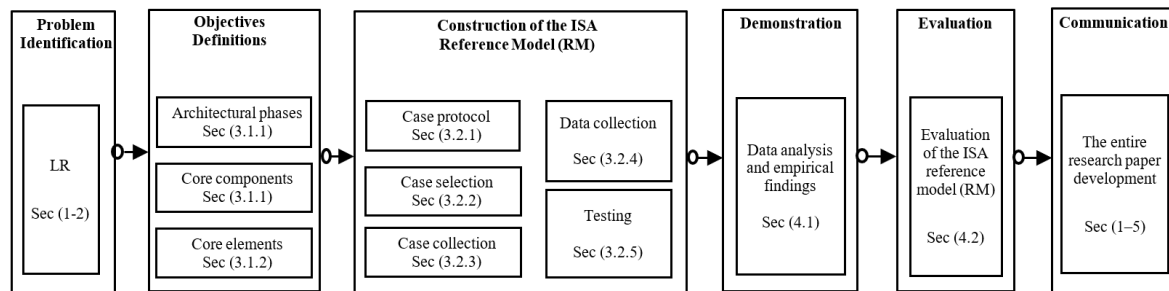 Problem
Identification
LR
Sec (1-2)
Objectives
Definitions
Architectural phases
Sec (3.1.1)
Core components
Sec (3.1.1)
Core elements
Sec (3.1.2)
Construction of the ISA
Reference Model (RM)
Case protocol
Sec (3.2.1)
Case selection
Sec (3.2.2)
Case collection
Sec (3.2.3)
Data collection
Sec (3.2.4)
Testing
Sec (3.2.5)
Demonstration
Data analysis
and empirical
findings
Sec (4.1)
Evaluation
Evaluation
of the ISA
reference
model (RM)
Sec (4.2)
Communication
The entire
research paper
development
Sec (1–5)